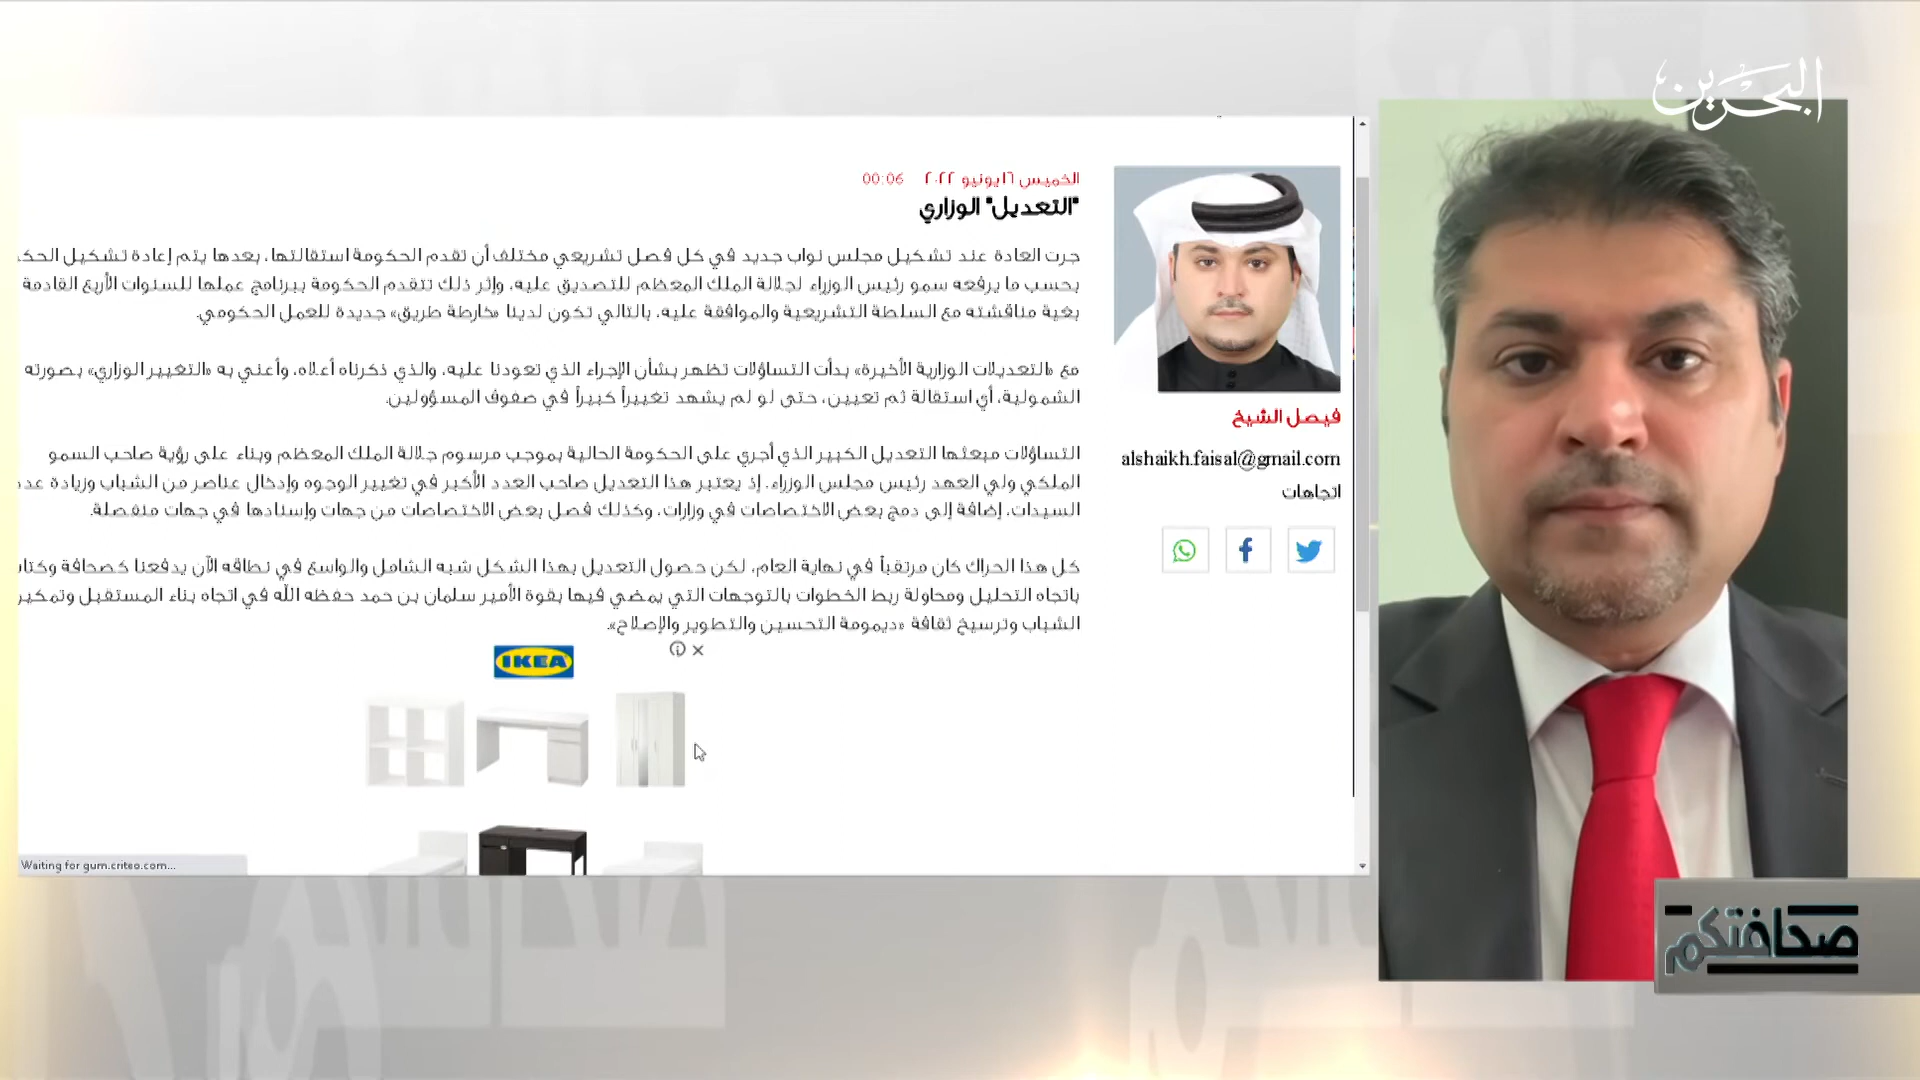 البحرين
الخميس ١٦ يونيو ٢٠٢٢ 00:06
"التعديل" الوزاري
جرت العادة عند تشكيل مجلس نواب جديد في كل فصل تشريعي مختلف أن تقدم الحكومة استقالتها، بعدها يتم إعادة تشكيل
بحسب ما يرفعه سمو رئيس الوزراء لجلالة الملك المعظم للتصديق عليه، وإثر ذلك تتقدم الحكومة ببرنامج عملها للسنوات الأربع القادمة
بغية مناقشته مع السلطة التشريعية والموافقة عليه، بالتالي تكون لدينا «خارطة طريق» جديدة للعمل الحكومي.
مع «التعديلات الوزارية الأخيرة» بدأت التساؤلات تظهر بشأن الإجراء الذي تعودنا عليه، والذي ذكرناه أعلاه، وأعني به «التغيير الوزاري» بصورته
الشمولية، أي استقالة ثم تعيين، حتى لو لم يشهد تغييراً كبيراً في صفوف المسؤولين.
التساؤلات مبعثها التعديل الكبير الذي أجري على الحكومة الحالية بموجب مرسوم جلالة الملك المعظم وبناء على رؤية صاحب السمو
الملكي ولي العهد رئيس مجلس الوزراء، إذ يعتبر هذا التعديل صاحب العدد الأكبر في تغيير الوجوه وإدخال عناصر من الشباب وزيادة
السيدات، إضافة إلى دمج بعض الاختصاصات في وزارات، وكذلك فصل بعض الاختصاصات من جهات وإسنادها في جهات منفصلة.
كل هذا الحراك كان مرتقباً في نهاية العام، لكن حصول التعديل بهذا الشكل شبه الشامل والواسع في نطاقه الآن يدفعنا كصحافة
باتجاه التحليل ومحاولة ربط الخطوات بالتوجهات التي يمضي فيها بقوة الأمير سلمان بن حمد حفظه الله في اتجاه بناء المستقبل
الشباب وترسيخ ثقافة «ديمومة التحسين والتطوير والإصلاح».
فيصل الشيخ
alshaikh.faisal@gmail.com
اتجاهات
IKEA
Waiting for gum.criteo.com...
صحافتكم